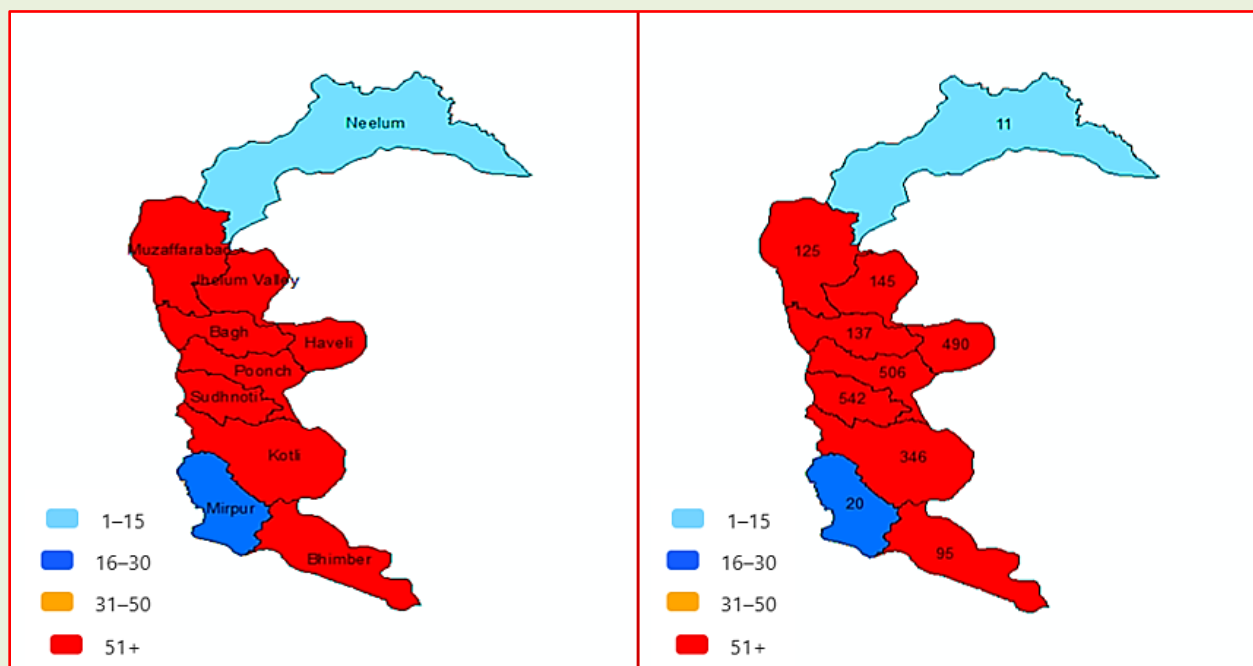 Neelum
Muzaffarabad
Jhelum Valley
Bagh
Haveli
Poonch
Sudhnoti
Kotli
Mirpur
Bhimber
1–15
16–30
31–50
51+
11
125
145
137
490
506
542
346
20
95
1–15
16–30
31–50
51+